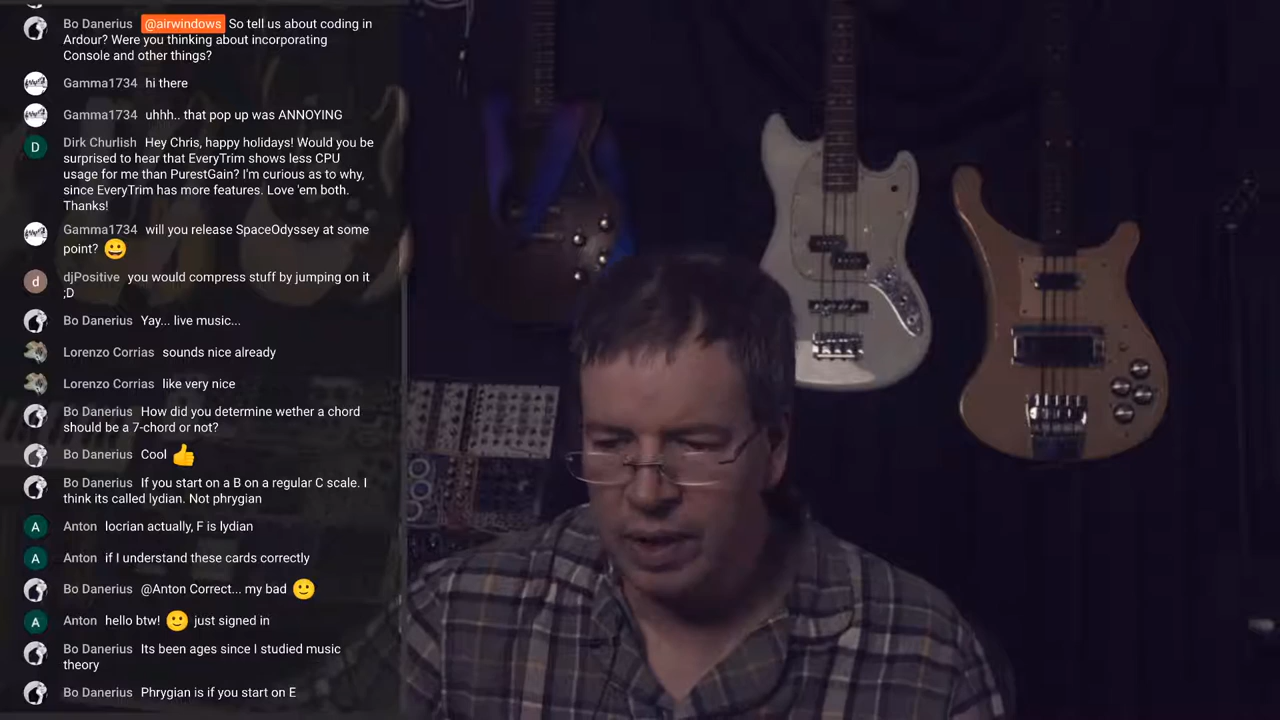 Bo Danerius @airwindows So tell us about coding in
Ardour? Were you thinking about incorporating
Console and other things?
Gamma1734 hi there
Gamma1734 uhhh.. that pop up was ANNOYING
D Dirk Churlish Hey Chris, happy holidays! Would you be
surprised to hear that EveryTrim shows less CPU
usage for me than PurestGain? I'm curious as to why,
since EveryTrim has more features. Love 'em both.
Thanks!
Gamma1734 will you release SpaceOdyssey at some
point? 😀
d djPositive you would compress stuff by jumping on it
;D
Bo Danerius Yay... live music...
Lorenzo Corrias sounds nice already
Lorenzo Corrias like very nice
Bo Danerius How did you determine wether a chord
should be a 7-chord or not?
Bo Danerius Cool 👍
Bo Danerius If you start on a B on a regular C scale. I
think its called lydian. Not phrygian
A Anton locrian actually, F is lydian
A Anton if I understand these cards correctly
Bo Danerius @Anton Correct... my bad 🙂
A Anton hello btw! 🙂 just signed in
Bo Danerius Its been ages since I studied music
theory
Bo Danerius Phrygian is if you start on E